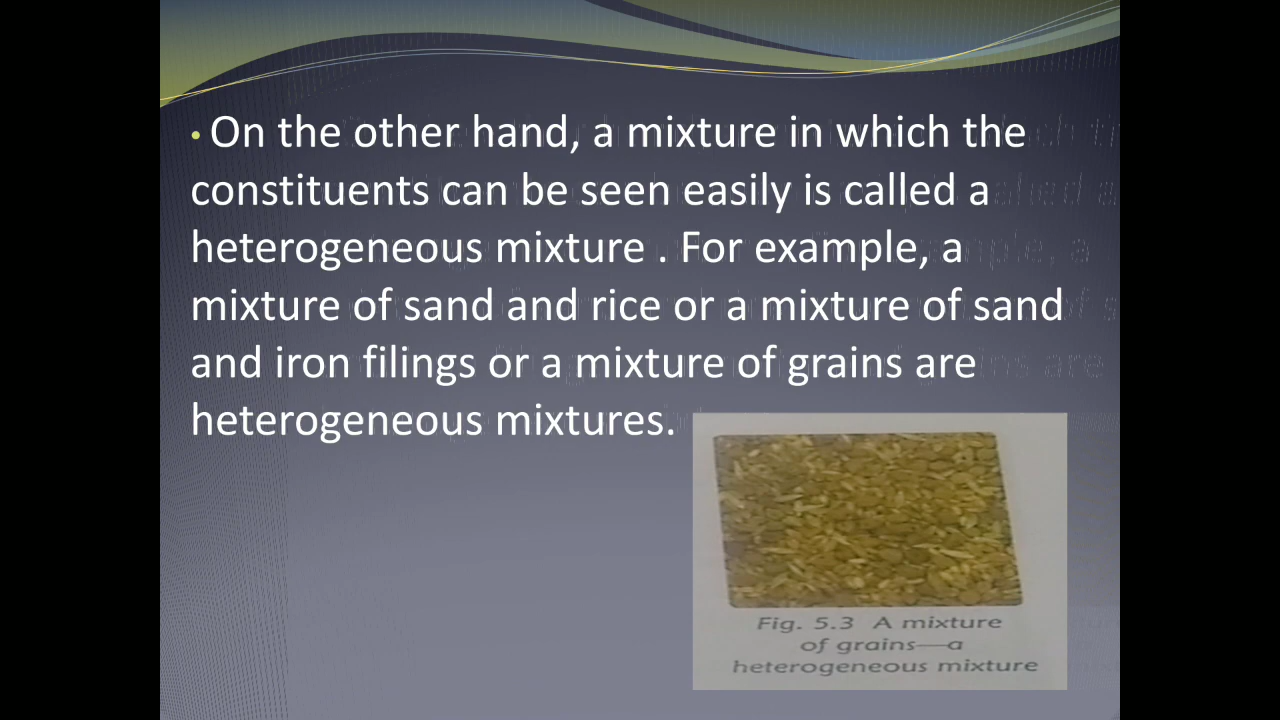 • On the other hand, a mixture in which the
constituents can be seen easily is called a
heterogeneous mixture . For example, a
mixture of sand and rice or a mixture of sand
and iron filings or a mixture of grains are
heterogeneous mixtures.
Fig. 5.3 A mixture
of grains—a
heterogeneous mixture